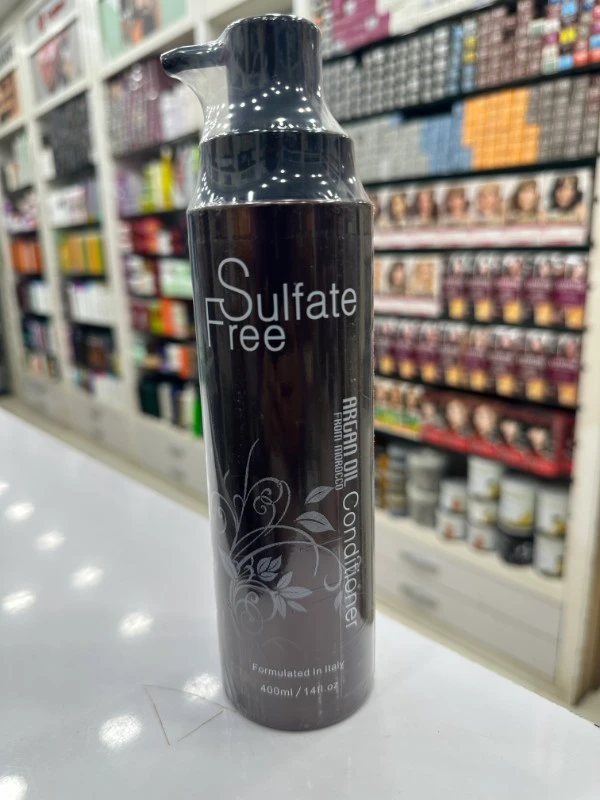 Sulfate
Free
ARGAN OIL
FROM MOROCCO
Conditioner
Formulated in Italy
400ml / 14fl.oz